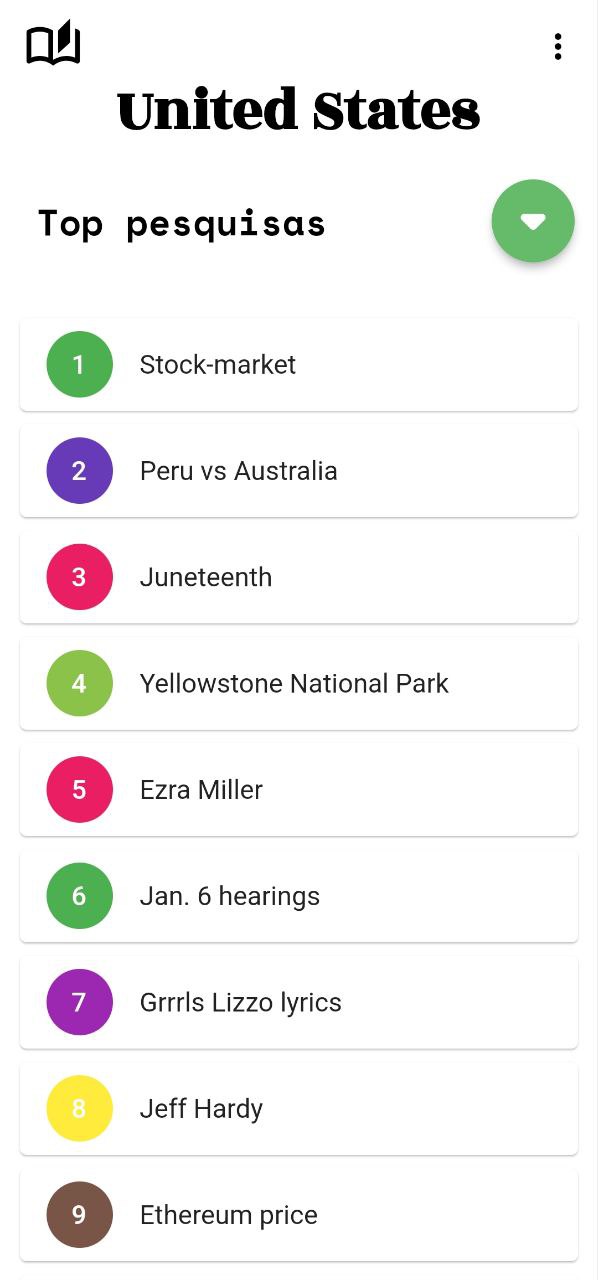 United States
Top pesquisas
1 Stock-market
2 Peru vs Australia
3 Juneteenth
4 Yellowstone National Park
5 Ezra Miller
6 Jan. 6 hearings
7 Grrrls Lizzo lyrics
8 Jeff Hardy
9 Ethereum price